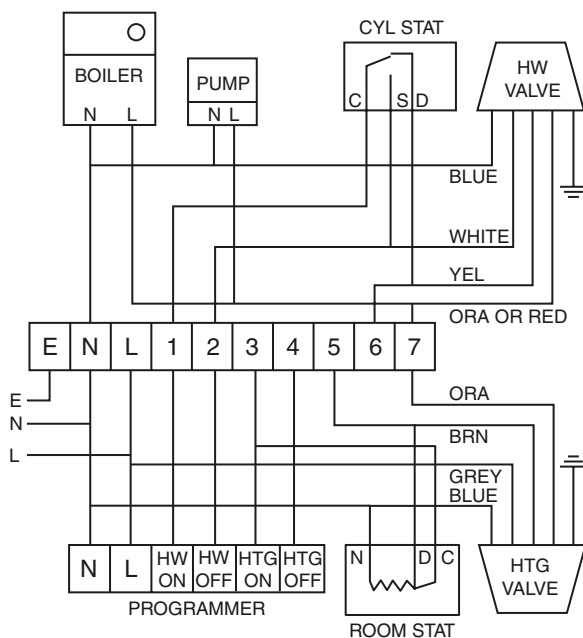 CYL STAT
BOILER
PUMP
HW
VALVE
N L
N L
C S D
BLUE
WHITE
YEL
ORA OR RED
E N L 1 2 3 4 5 6 7
E
N
L
ORA
BRN
GREY
BLUE
N L HW ON HW OFF HTG ON HTG OFF
PROGRAMMER
N D C
ROOM STAT
HTG
VALVE